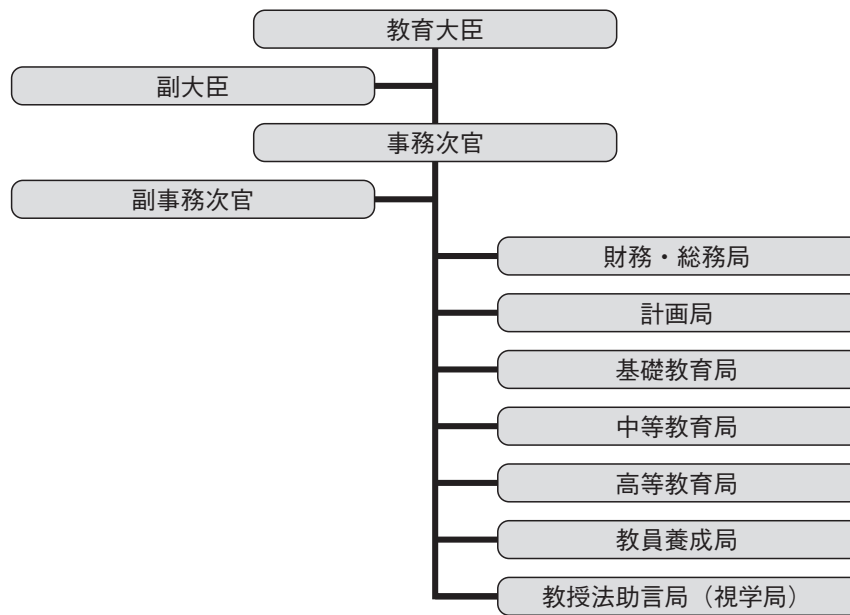 教育大臣
副大臣
事務次官
副事務次官
財務・総務局
計画局
基礎教育局
中等教育局
高等教育局
教員養成局
教授法助言局（視学局）